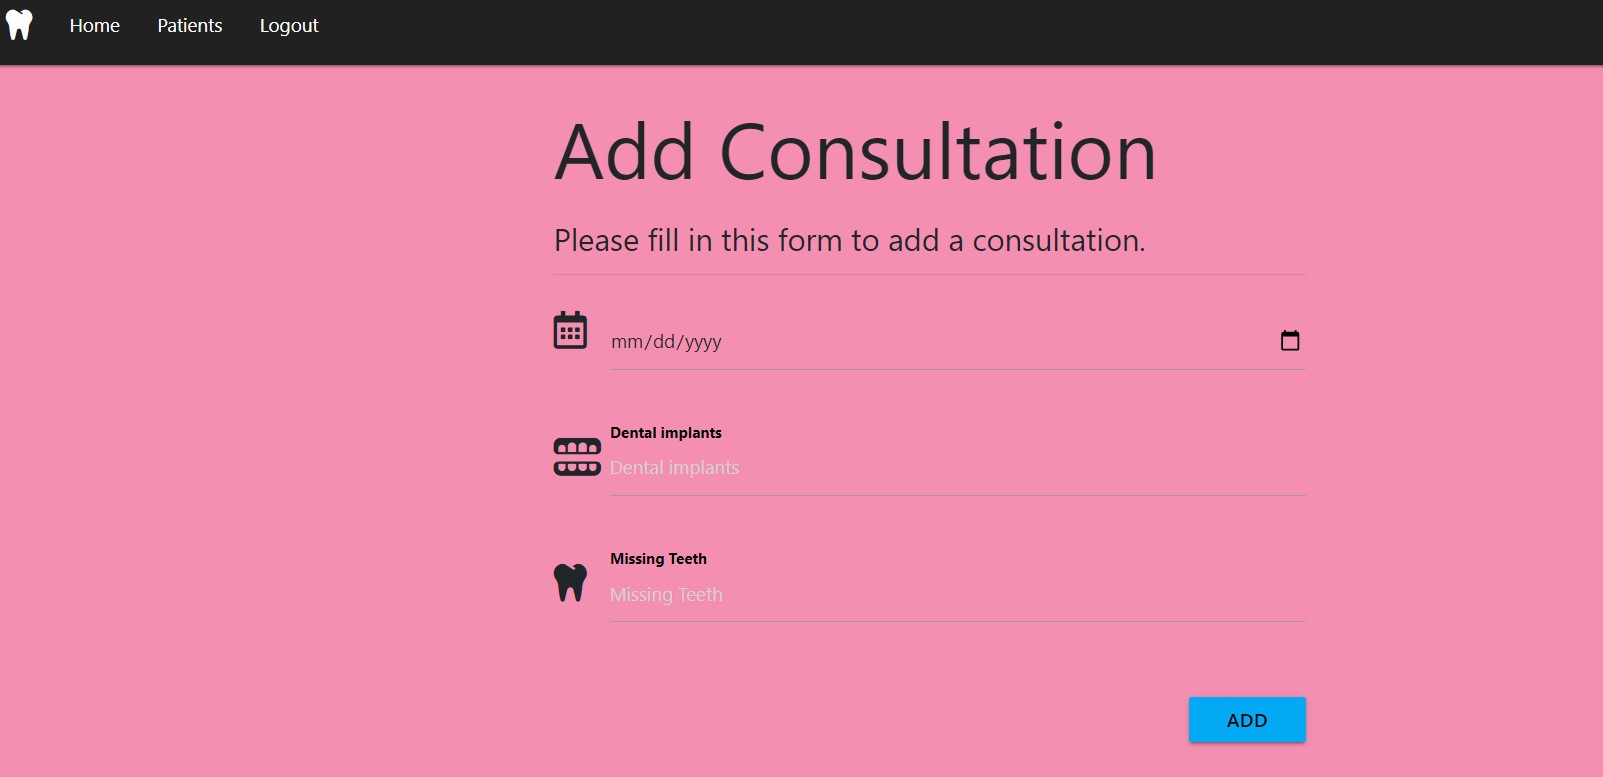 Home Patients Logout
Add Consultation
Please fill in this form to add a consultation.
mm/dd/yyyy
Dental implants
Dental implants
Missing Teeth
Missing Teeth
ADD